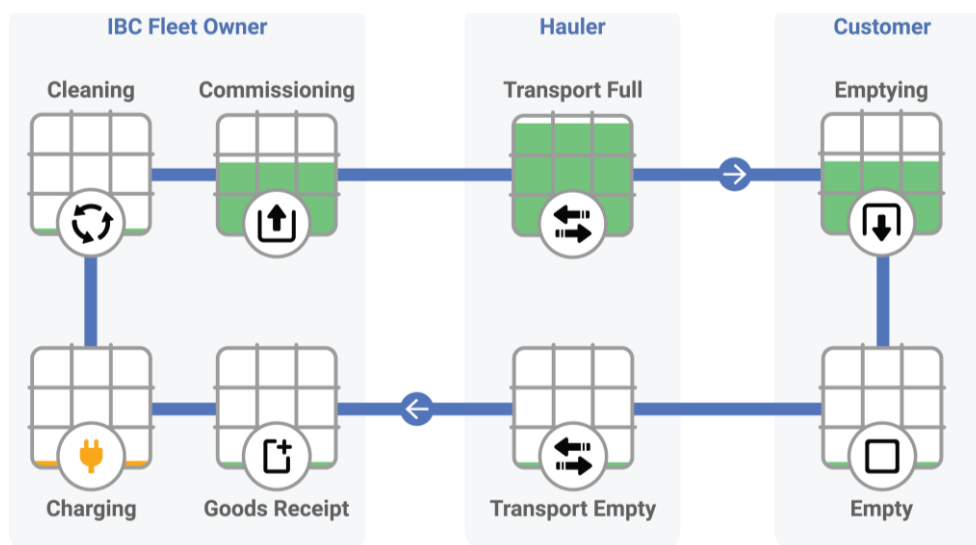 IBC Fleet Owner
Hauler
Customer
Cleaning
Commissioning
Transport Full
Emptying
Charging
Goods Receipt
Transport Empty
Empty